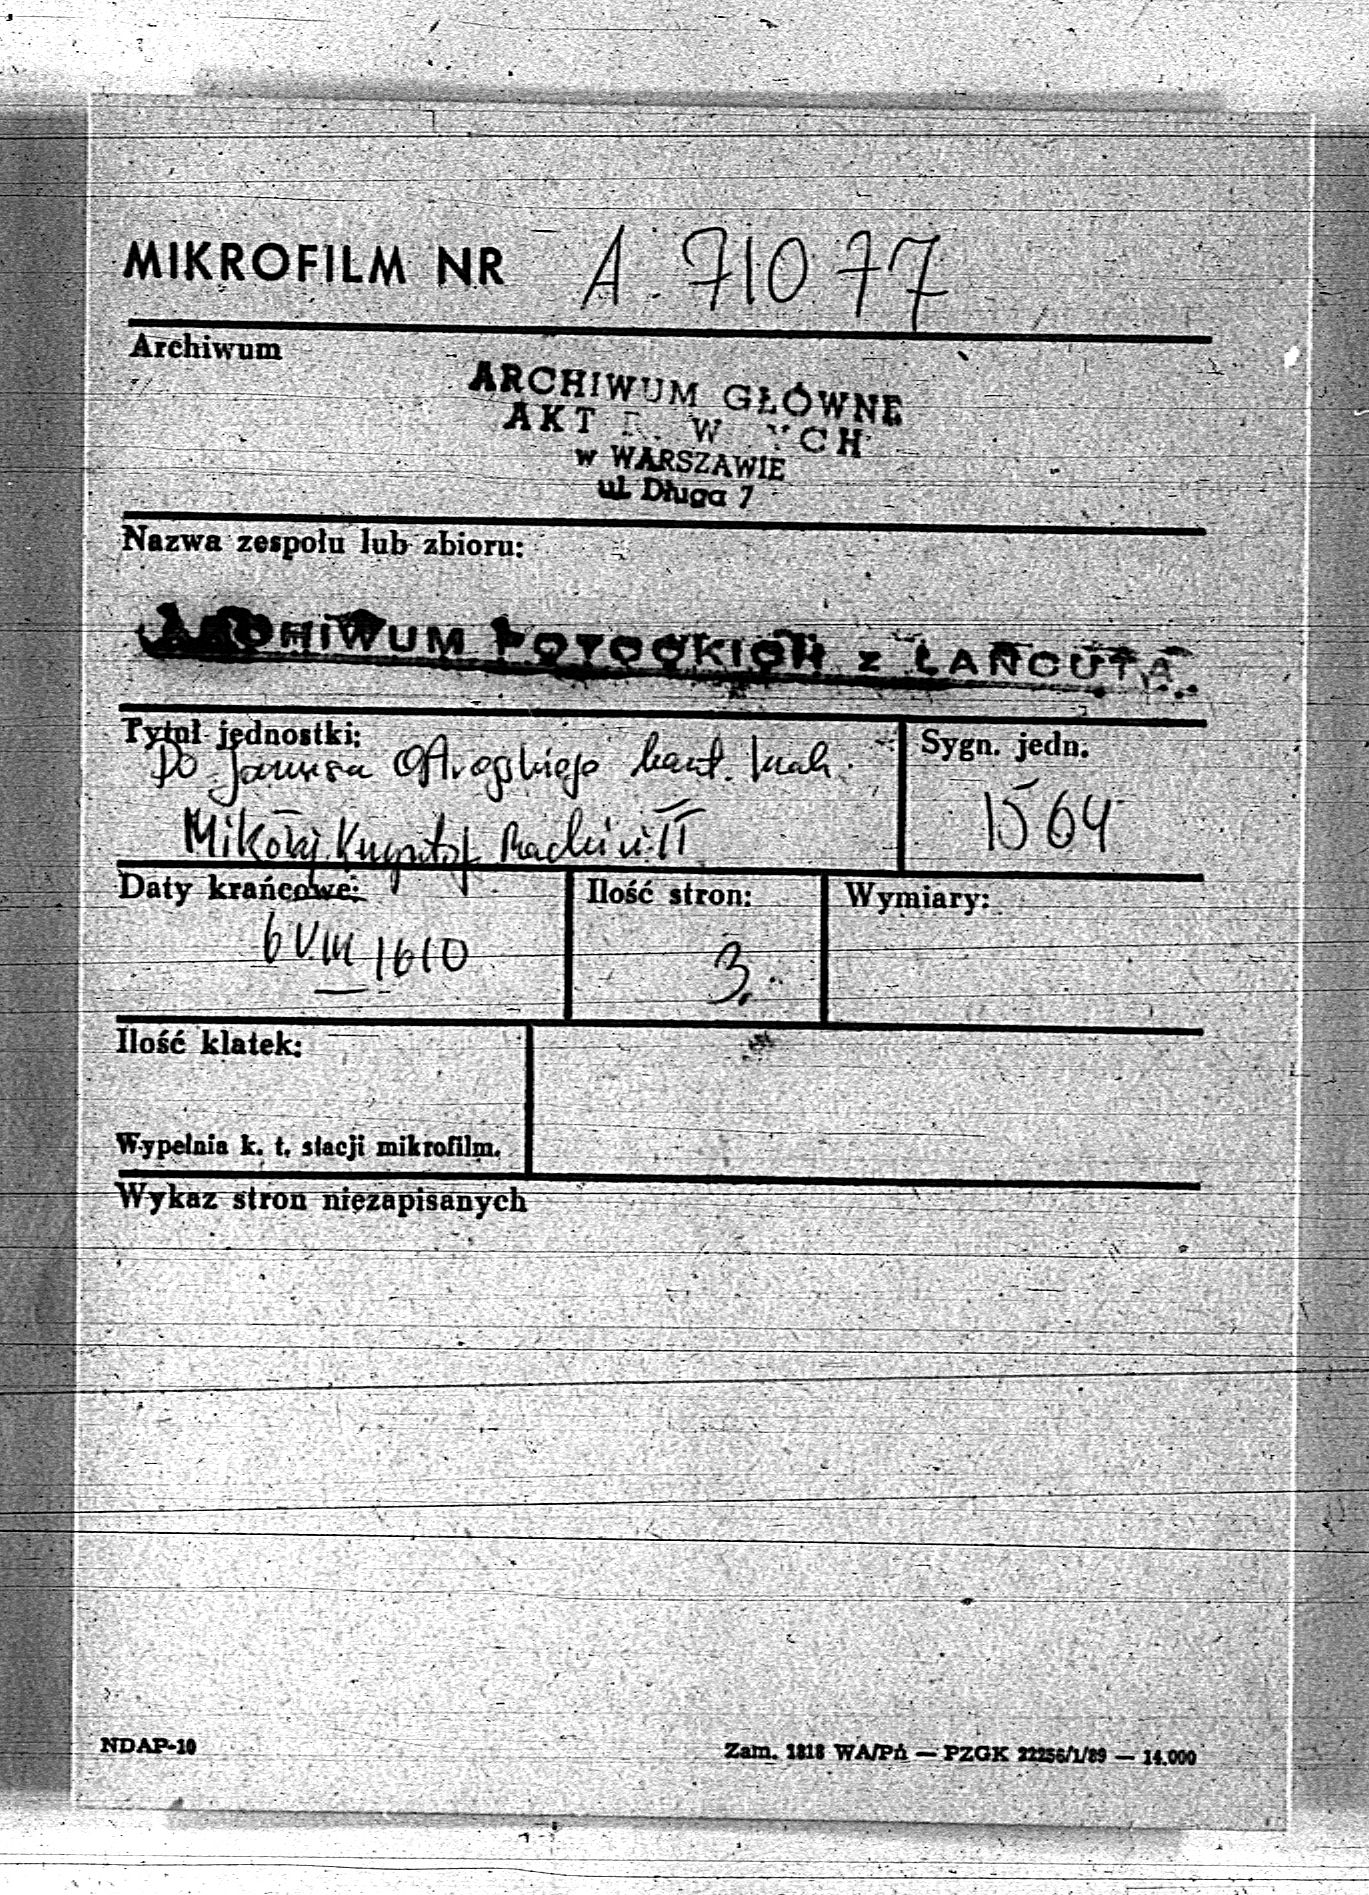 MIKROFILM NR A. 71077
Archiwum
ARCHIWUM GŁÓWNE
AKT D. W YCH
w WARSZAWIE
ul. Długa 7
Nazwa zespołu lub zbioru:
ARCHIWUM POTOCKICH z ŁAŃCUTA
Tytuł jednostki:
Do Janusza Ostrogskiego kaszt. krak.
Mikołaj Krzysztof Radziwiłł
Sygn. jedn.
1564
Daty krańcowe:
6 VIII 1610
Ilość stron:
3.
Wymiary:
Ilość klatek:
Wypełnia k. t. stacji mikrofilm.
Wykaz stron niezapisanych
NDAP-10
Zam. 1818 WA/Pń — PZGK 22256/1/89 — 14.000